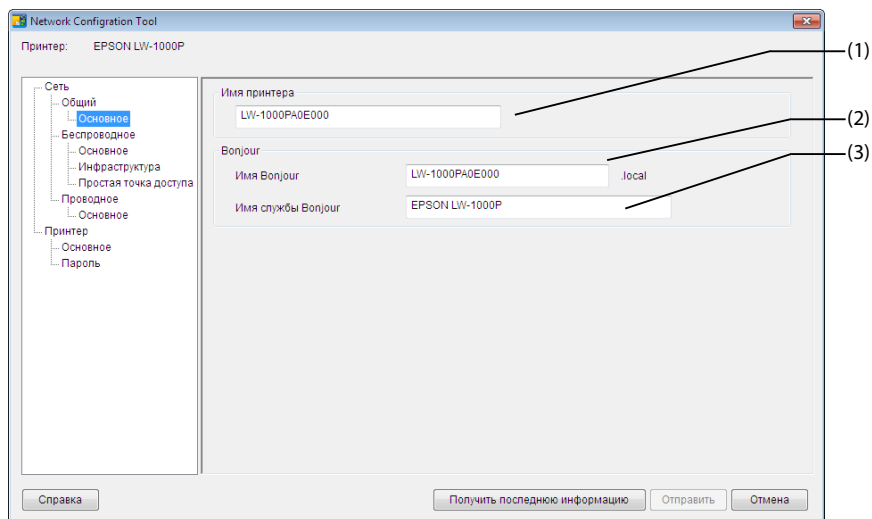 Network Configration Tool
Принтер: EPSON LW-1000P
(1)
Сеть
Общий
Основное
Беспроводное
Основное
Инфраструктура
Простая точка доступа
Проводное
Основное
Принтер
Основное
Пароль
Имя принтера
LW-1000PA0E000
(2)
Bonjour
(3)
Имя Bonjour LW-1000PA0E000 .local
Имя службы Bonjour EPSON LW-1000P
Справка Получить последнюю информацию Отправить Отмена